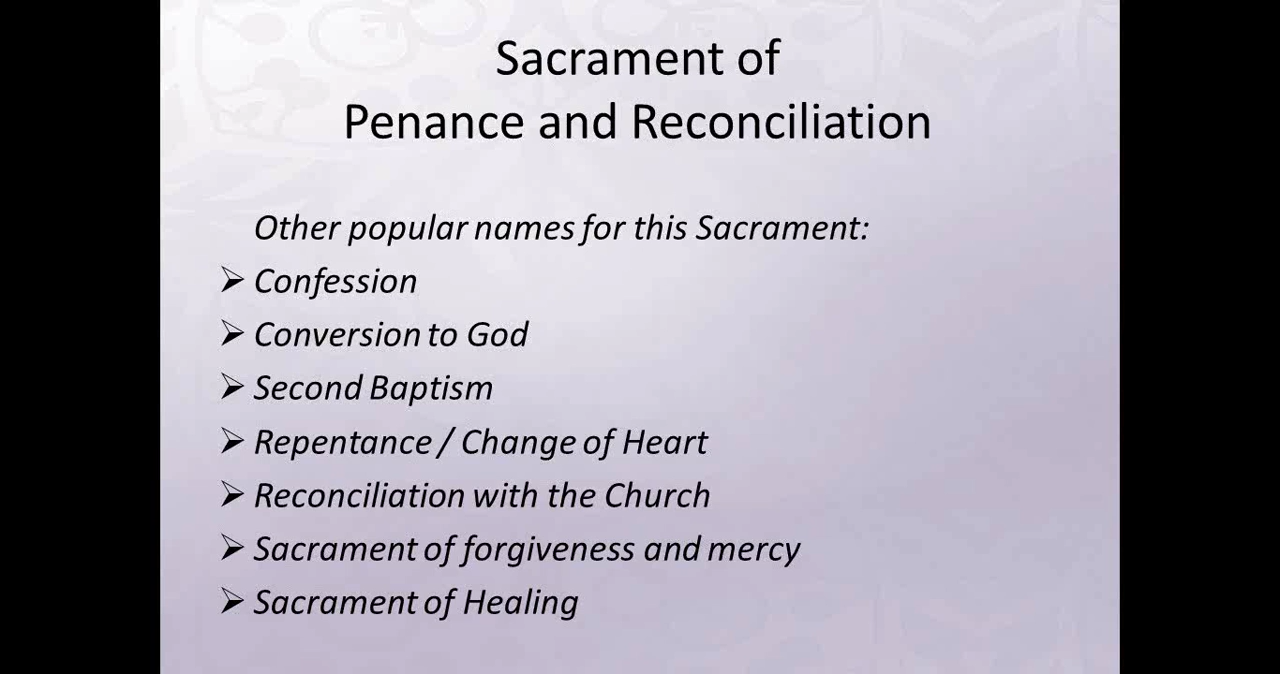 Sacrament of
Penance and Reconciliation
Other popular names for this Sacrament:
➢ Confession
➢ Conversion to God
➢ Second Baptism
➢ Repentance / Change of Heart
➢ Reconciliation with the Church
➢ Sacrament of forgiveness and mercy
➢ Sacrament of Healing